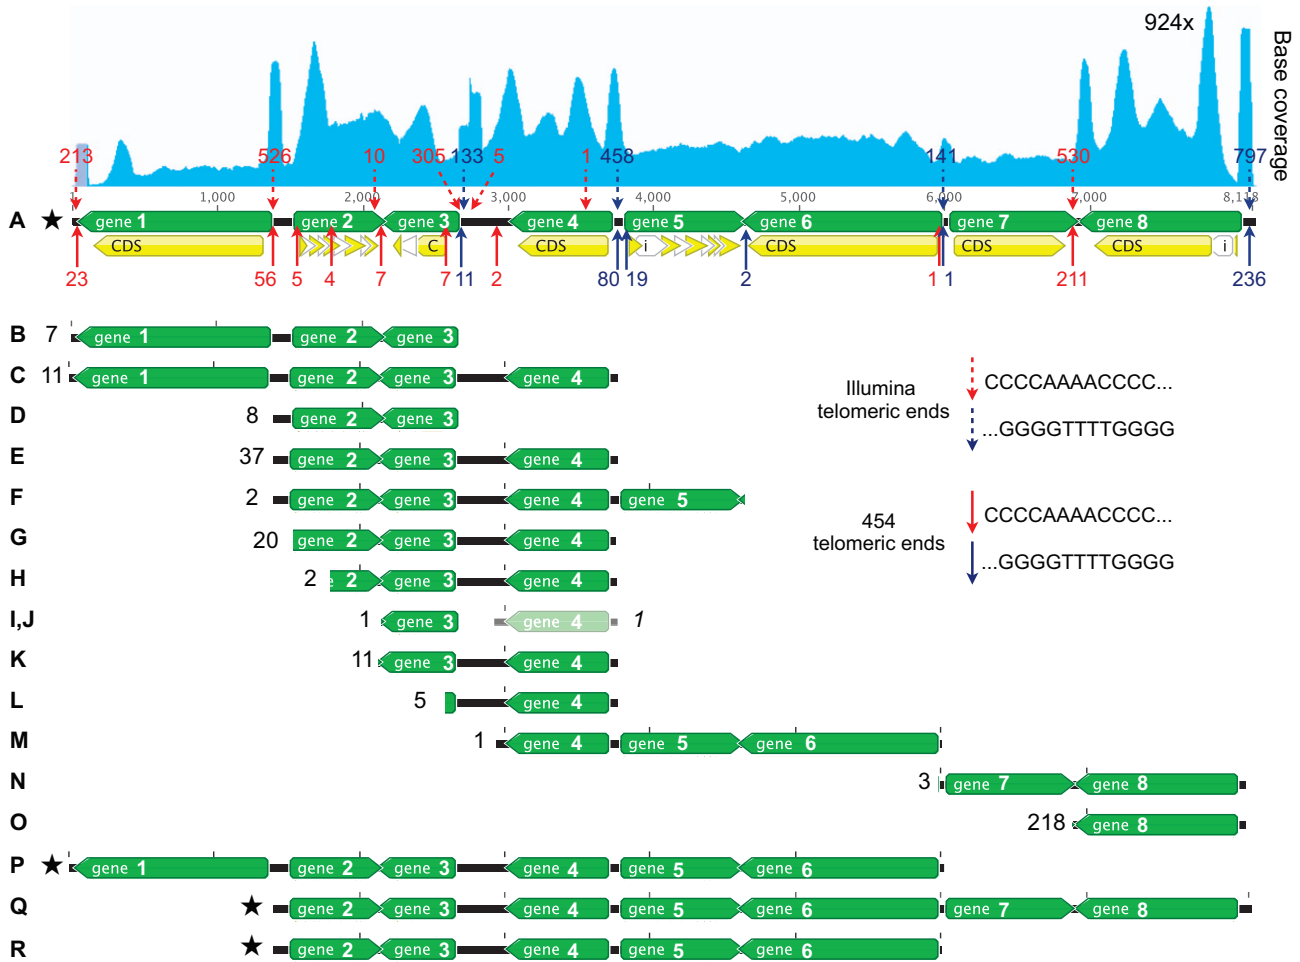 924x
Base coverage
213 526 10 305 133 5 1 458 141 530 797
1 1,000 2,000 3,000 4,000 5,000 6,000 7,000 8,118
A ★ gene 1 gene 2 gene 3 gene 4 gene 5 gene 6 gene 7 gene 8
CDS C CDS i CDS CDS CDS i
23 56 5 4 7 7 11 2 80 19 2 1 1 211 236
B 7 gene 1 gene 2 gene 3
C 11 gene 1 gene 2 gene 3 gene 4
D 8 gene 2 gene 3
E 37 gene 2 gene 3 gene 4
F 2 gene 2 gene 3 gene 4 gene 5
G 20 gene 2 gene 3 gene 4
H 2 e 2 gene 3 gene 4
I,J 1 gene 3 gene 4 1
K 11 gene 3 gene 4
L 5 gene 4
M 1 gene 4 gene 5 gene 6
N 3 gene 7 gene 8
O 218 gene 8
P ★ gene 1 gene 2 gene 3 gene 4 gene 5 gene 6
Q ★ gene 2 gene 3 gene 4 gene 5 gene 6 gene 7 gene 8
R ★ gene 2 gene 3 gene 4 gene 5 gene 6
Illumina
telomeric ends
CCCCAAAACCCC...
...GGGGTTTTGGGG
454
telomeric ends
CCCCAAAACCCC...
...GGGGTTTTGGGG